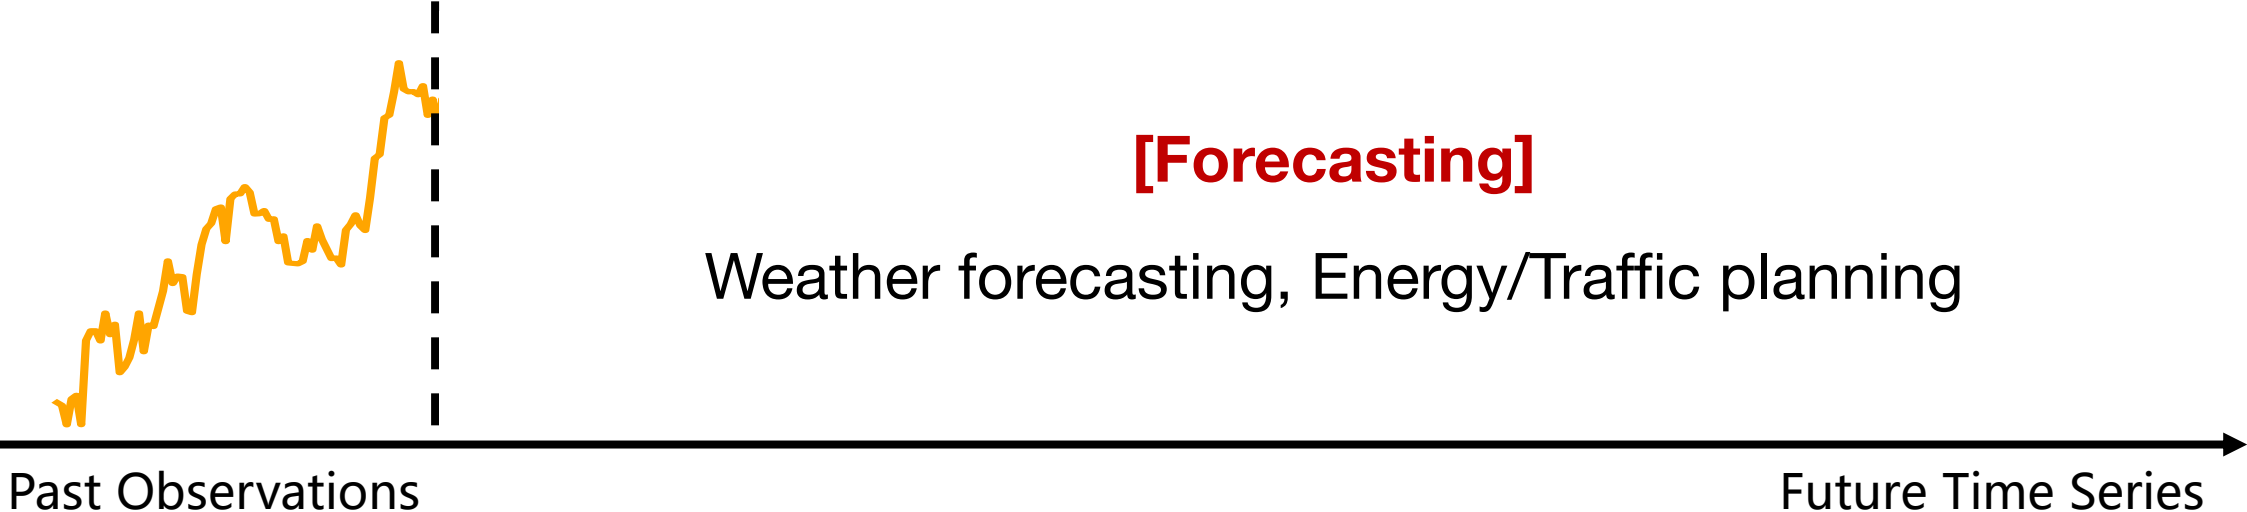 [Forecasting]
Weather forecasting, Energy/Traffic planning
Past Observations
Future Time Series